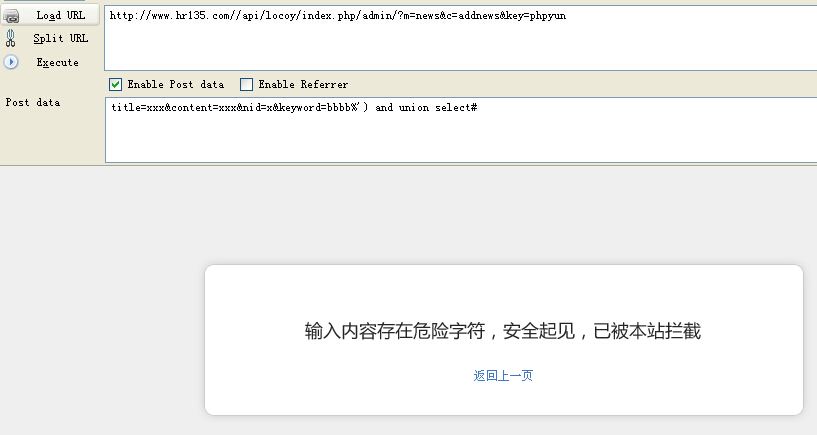 Load URL
http://www.hr135.com//api/locoy/index.php/admin/?m=news&c=addnews&key=phpyun
Split URL
Execute
Enable Post data Enable Referrer
Post data
title=xxx&content=xxx&nid=x&keyword=bbbb%') and union select#
输入内容存在危险字符，安全起见，已被本站拦截
返回上一页